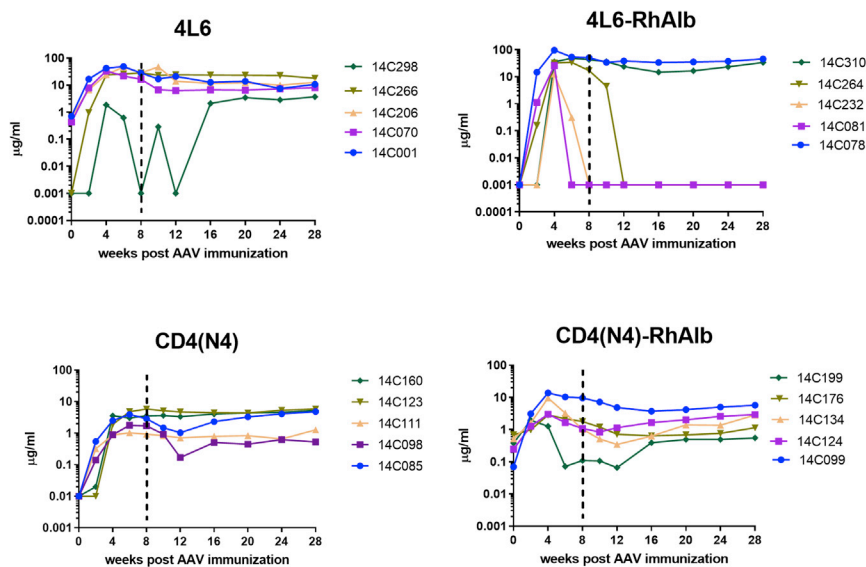 4L6
µg/ml
100
10
1
0.1
0.01
0.001
0.0001
0 4 8 12 16 20 24 28
weeks post AAV immunization
14C298
14C266
14C206
14C070
14C001
4L6-RhAlb
µg/ml
100
10
1
0.1
0.01
0.001
0.0001
0 4 8 12 16 20 24 28
weeks post AAV immunization
14C310
14C264
14C232
14C081
14C078
CD4(N4)
µg/ml
100
10
1
0.1
0.01
0.001
0 4 8 12 16 20 24 28
weeks post AAV immunization
14C160
14C123
14C111
14C098
14C085
CD4(N4)-RhAlb
µg/ml
100
10
1
0.1
0.01
0.001
0 4 8 12 16 20 24 28
weeks post AAV immunization
14C199
14C176
14C134
14C124
14C099